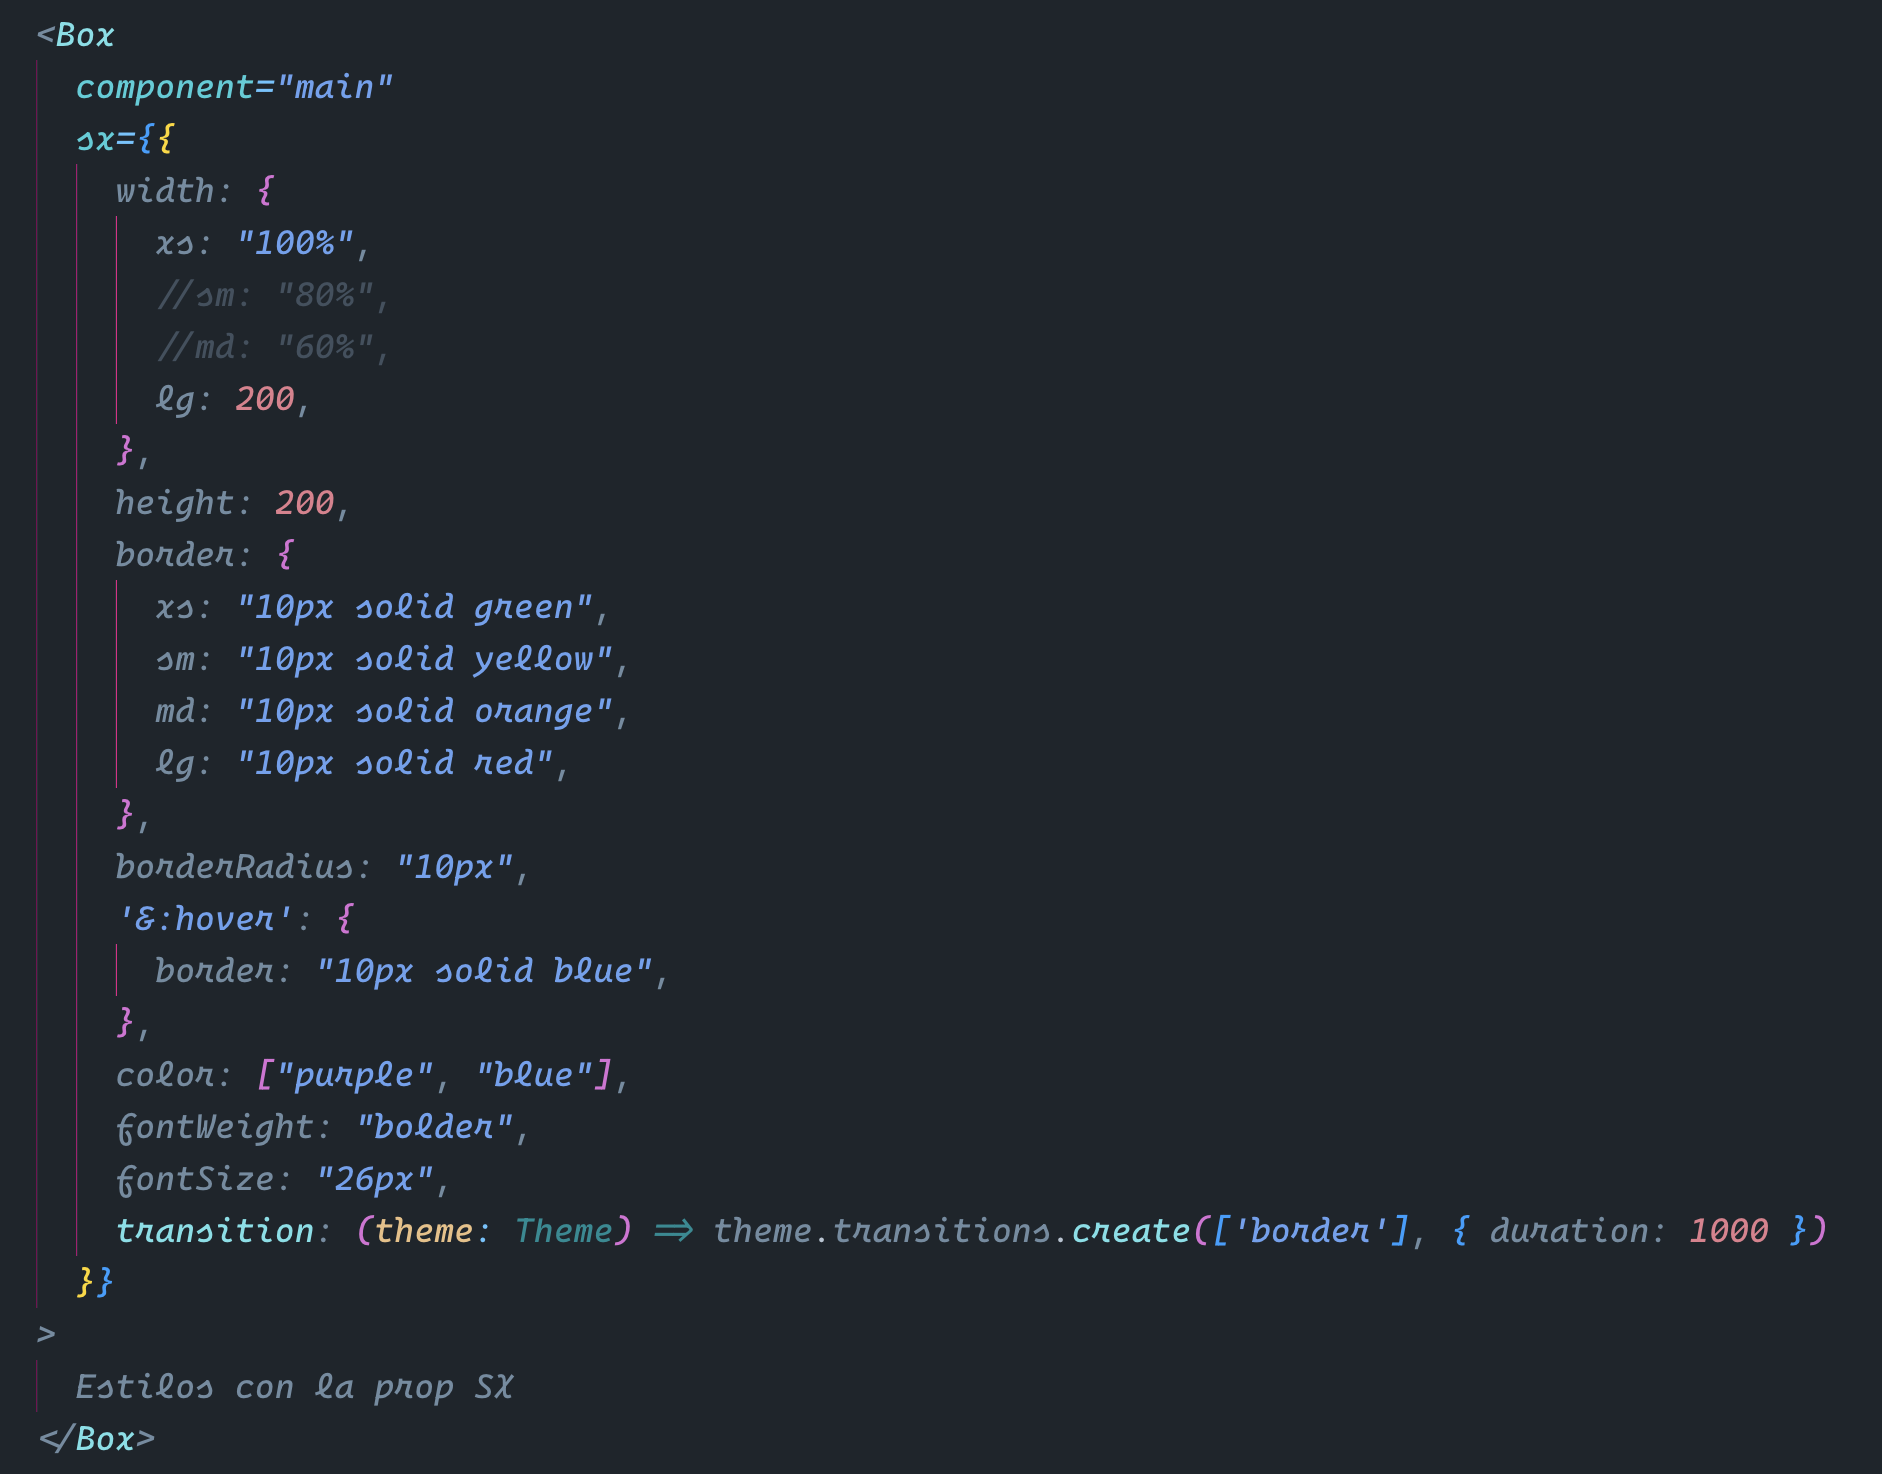 <Box
component="main"
sx={{
width: {
xs: "100%",
//sm: "80%",
//md: "60%",
lg: 200,
},
height: 200,
border: {
xs: "10px solid green",
sm: "10px solid yellow",
md: "10px solid orange",
lg: "10px solid red",
},
borderRadius: "10px",
'&:hover': {
border: "10px solid blue",
},
color: ["purple", "blue"],
fontWeight: "bolder",
fontSize: "26px",
transition: (theme: Theme) => theme.transitions.create(['border'], { duration: 1000 })
}}
>
Estilos con la prop SX
</Box>